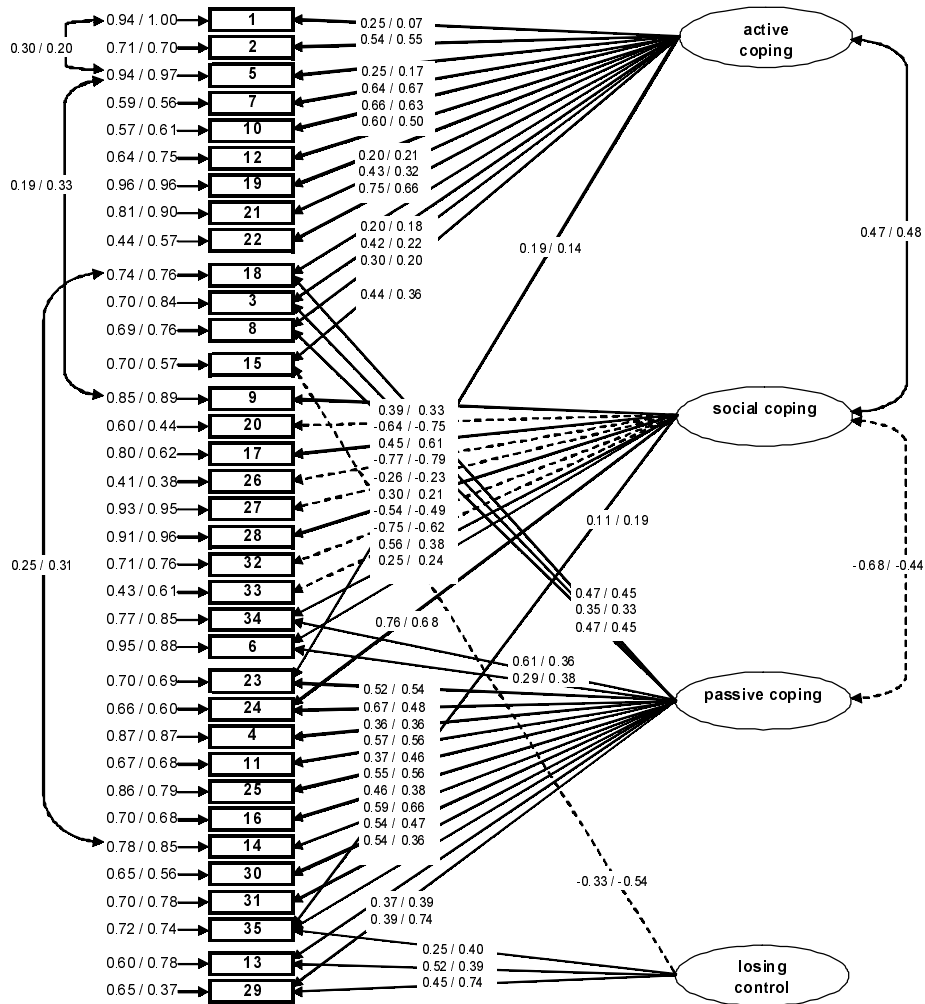 0.94 / 1.00 1 0.25 / 0.07 active coping
0.30 / 0.20
0.71 / 0.70 2 0.54 / 0.55
0.94 / 0.97 5 0.25 / 0.17
0.59 / 0.56 7 0.64 / 0.67
0.66 / 0.63
0.57 / 0.61 10 0.60 / 0.50
0.64 / 0.75 12 0.20 / 0.21
0.43 / 0.32
0.19 / 0.33 0.96 / 0.96 19 0.75 / 0.66
0.81 / 0.90 21
0.20 / 0.18
0.44 / 0.57 22 0.42 / 0.22 0.19 / 0.14 0.47 / 0.48
0.30 / 0.20
0.74 / 0.76 18
0.70 / 0.84 3 0.44 / 0.36
0.69 / 0.76 8
0.70 / 0.57 15
0.85 / 0.89 9 0.39 / 0.33 social coping
0.60 / 0.44 20 -0.64 / -0.75
0.80 / 0.62 17 0.45 / 0.61
-0.77 / -0.79
0.41 / 0.38 26 -0.26 / -0.23
0.30 / 0.21
0.93 / 0.95 27 -0.54 / -0.49
0.11 / 0.19
0.91 / 0.96 28 -0.75 / -0.62
0.56 / 0.38
0.25 / 0.31 0.71 / 0.76 32 0.25 / 0.24 -0.68 / -0.44
0.43 / 0.61 33 0.47 / 0.45
0.35 / 0.33
0.77 / 0.85 34 0.76 / 0.68 0.47 / 0.45
0.95 / 0.88 6 0.61 / 0.36
0.29 / 0.38
0.70 / 0.69 23 0.52 / 0.54 passive coping
0.66 / 0.60 24 0.67 / 0.48
0.36 / 0.36
0.87 / 0.87 4 0.57 / 0.56
0.67 / 0.68 11 0.37 / 0.46
0.55 / 0.56
0.86 / 0.79 25 0.46 / 0.38
0.70 / 0.68 16 0.59 / 0.66
0.54 / 0.47
0.78 / 0.85 14 0.54 / 0.36
0.65 / 0.56 30 -0.33 / -0.54
0.70 / 0.78 31 0.37 / 0.39
0.39 / 0.74
0.72 / 0.74 35
0.25 / 0.40
0.60 / 0.78 13 0.52 / 0.39 losing control
0.65 / 0.37 29 0.45 / 0.74